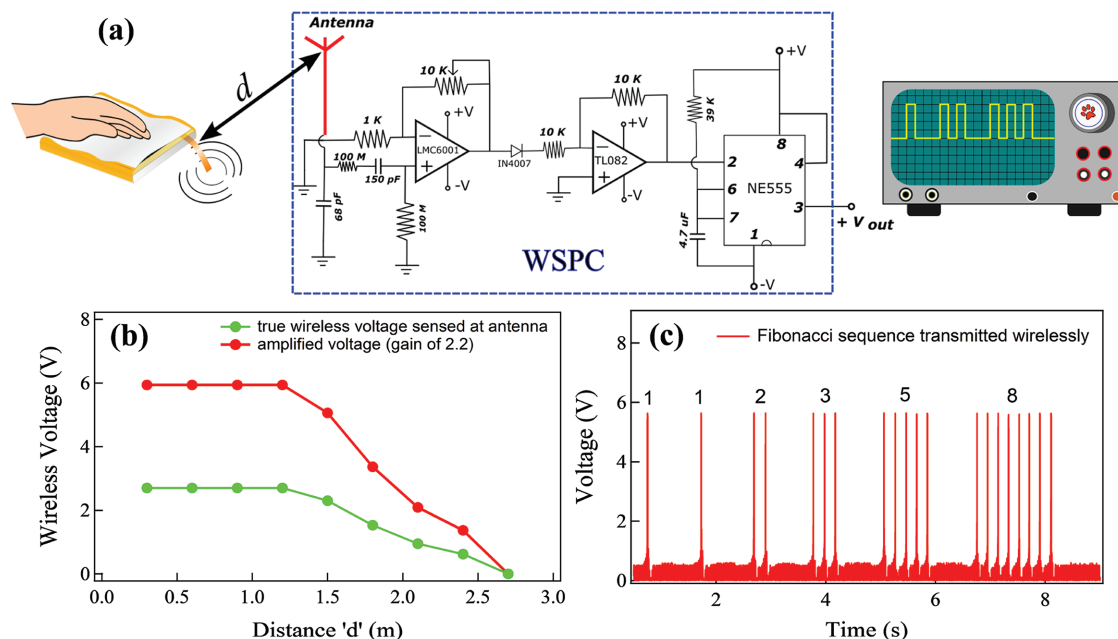 (a)
Antenna
d
10 K
+V
1 K
LMC6001
100 M
150 pF
68 pF
100 M
-V
IN4007
10 K
10 K
+V
TL082
-V
39 K
+V
8
4
2
6
NE555
7
3
1
4.7 uF
-V
+ V out
WSPC
(b)
true wireless voltage sensed at antenna
amplified voltage (gain of 2.2)
Wireless Voltage (V)
8
6
4
2
0
0.0 0.6 1.0 1.5 2.0 2.5 3.0
Distance 'd' (m)
(c)
Fibonacci sequence transmitted wirelessly
1 1 2 3 5 8
Voltage (V)
8
6
4
2
0
2 4 6 8
Time (s)